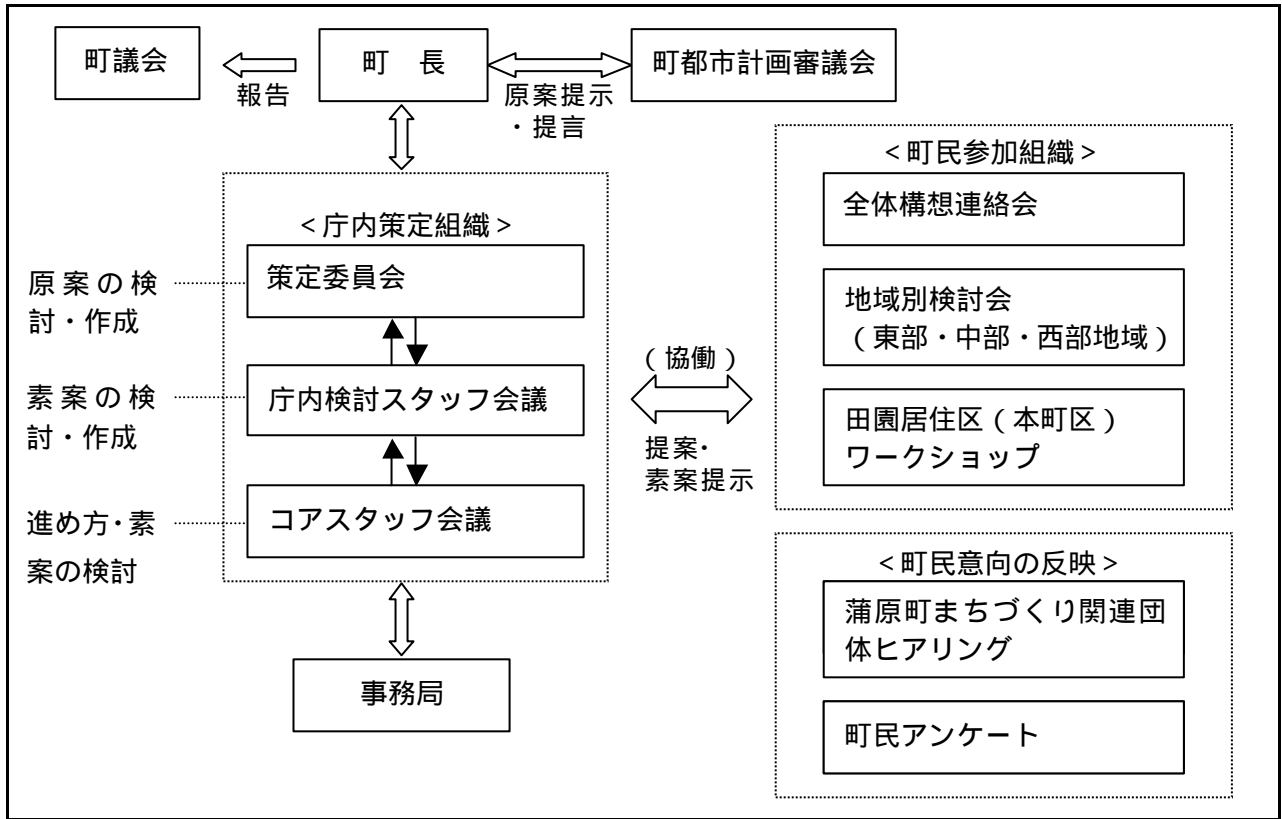 町議会
町　長
町都市計画審議会
報告
原案提示
・提言
＜庁内策定組織＞
策定委員会
原案の検
討・作成
庁内検討スタッフ会議
素案の検
討・作成
コアスタッフ会議
進め方・素
案の検討
事務局
（協働）
提案・
素案提示
＜町民参加組織＞
全体構想連絡会
地域別検討会
（東部・中部・西部地域）
田園居住区（本町区）
ワークショップ
＜町民意向の反映＞
蒲原町まちづくり関連団
体ヒアリング
町民アンケート